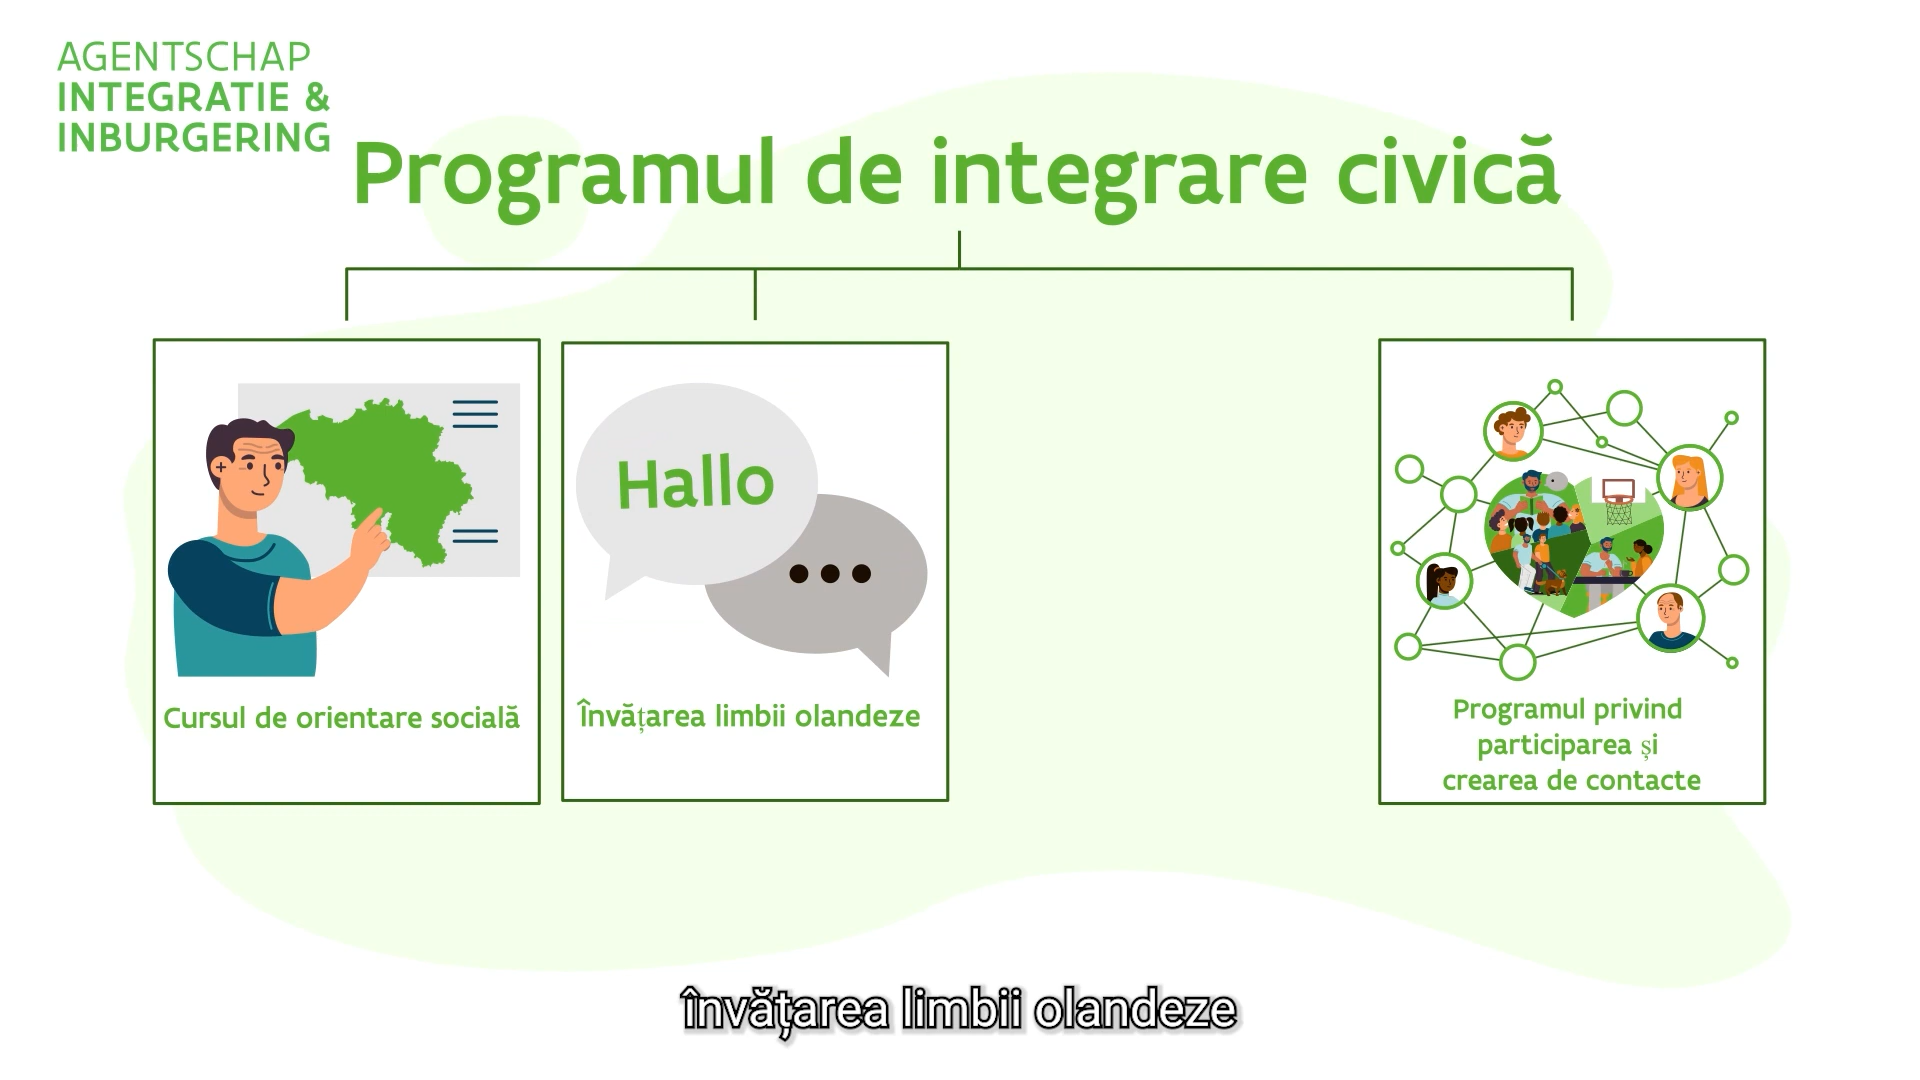 AGENTSCHAP
INTEGRATIE &
INBURGERING
Programul de integrare civică
Hallo
Cursul de orientare socială
Învățarea limbii olandeze
Programul privind
participarea și
crearea de contacte
învățarea limbii olandeze